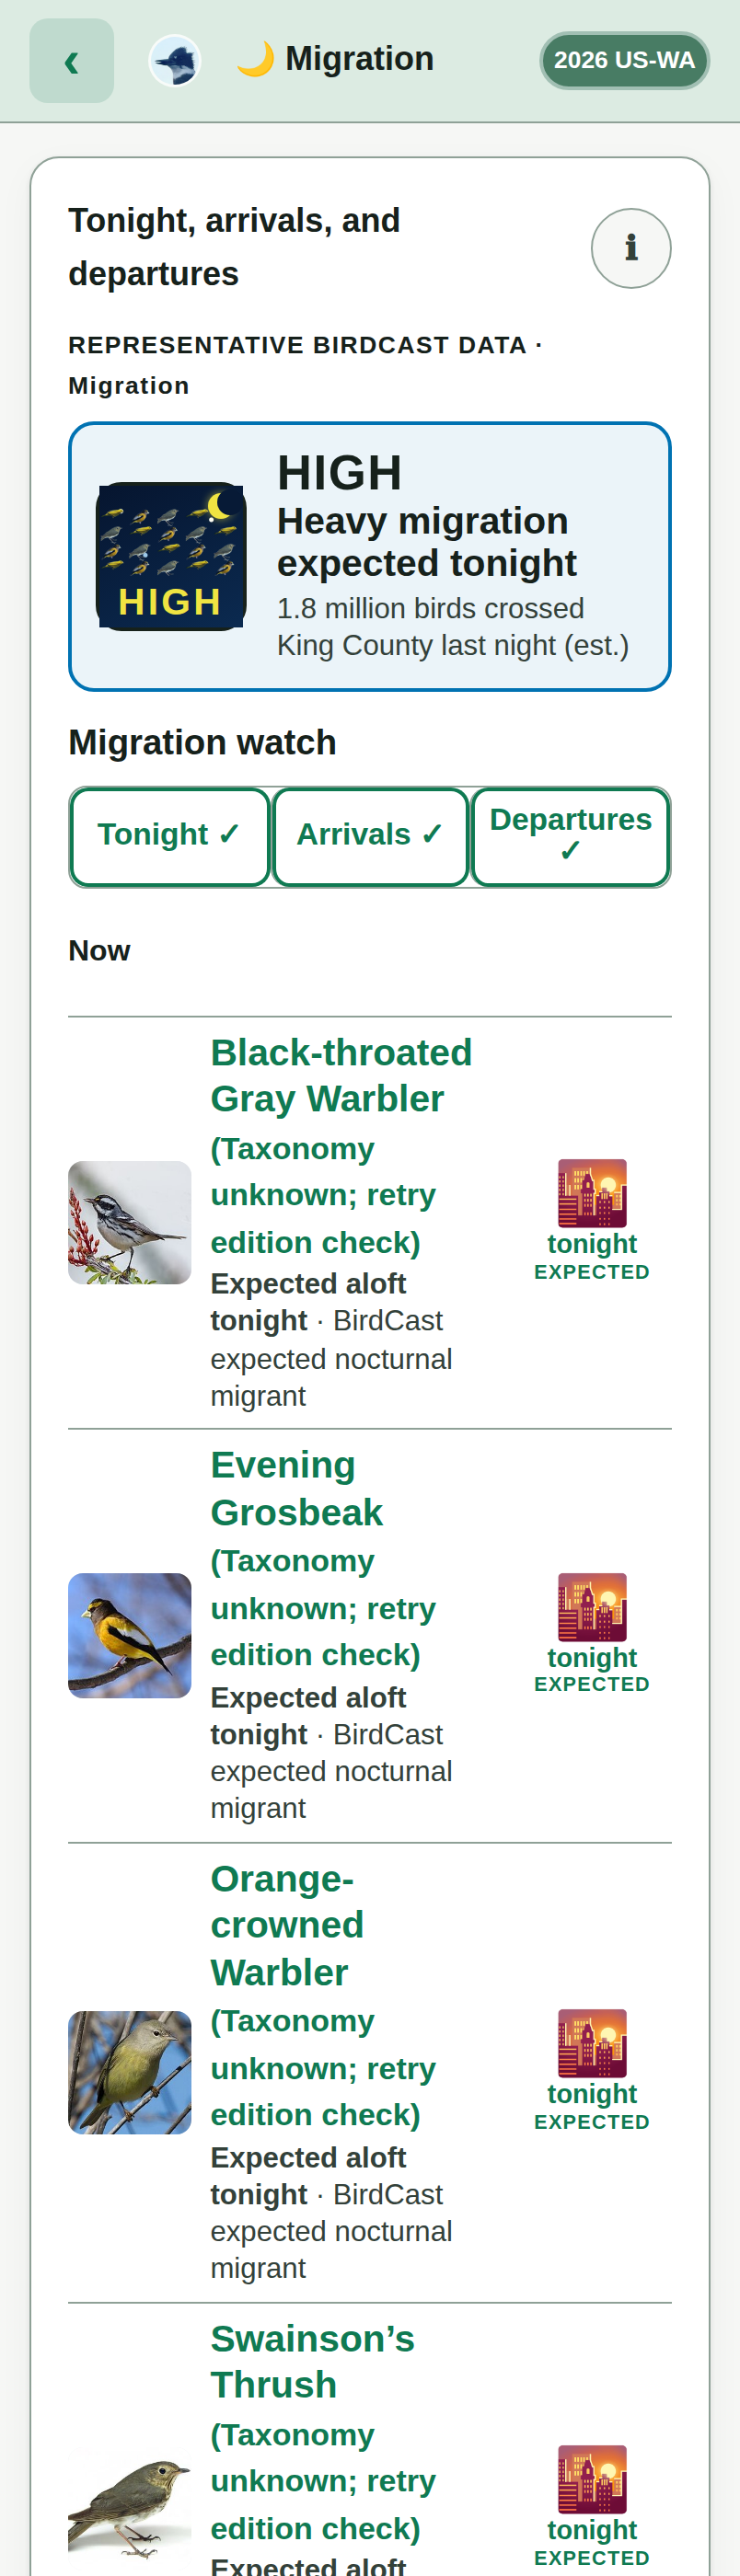 ‹
🌙 Migration
2026 US-WA
Tonight, arrivals, and
departures
i
REPRESENTATIVE BIRDCAST DATA ·
Migration
HIGH
HIGH
Heavy migration
expected tonight
1.8 million birds crossed
King County last night (est.)
Migration watch
Tonight ✓
Arrivals ✓
Departures
✓
Now
Black-throated
Gray Warbler
(Taxonomy
unknown; retry
edition check)
Expected aloft
tonight · BirdCast
expected nocturnal
migrant
tonight
EXPECTED
Evening
Grosbeak
(Taxonomy
unknown; retry
edition check)
Expected aloft
tonight · BirdCast
expected nocturnal
migrant
tonight
EXPECTED
Orange-
crowned
Warbler
(Taxonomy
unknown; retry
edition check)
Expected aloft
tonight · BirdCast
expected nocturnal
migrant
tonight
EXPECTED
Swainson’s
Thrush
(Taxonomy
unknown; retry
edition check)
Expected aloft
tonight
EXPECTED